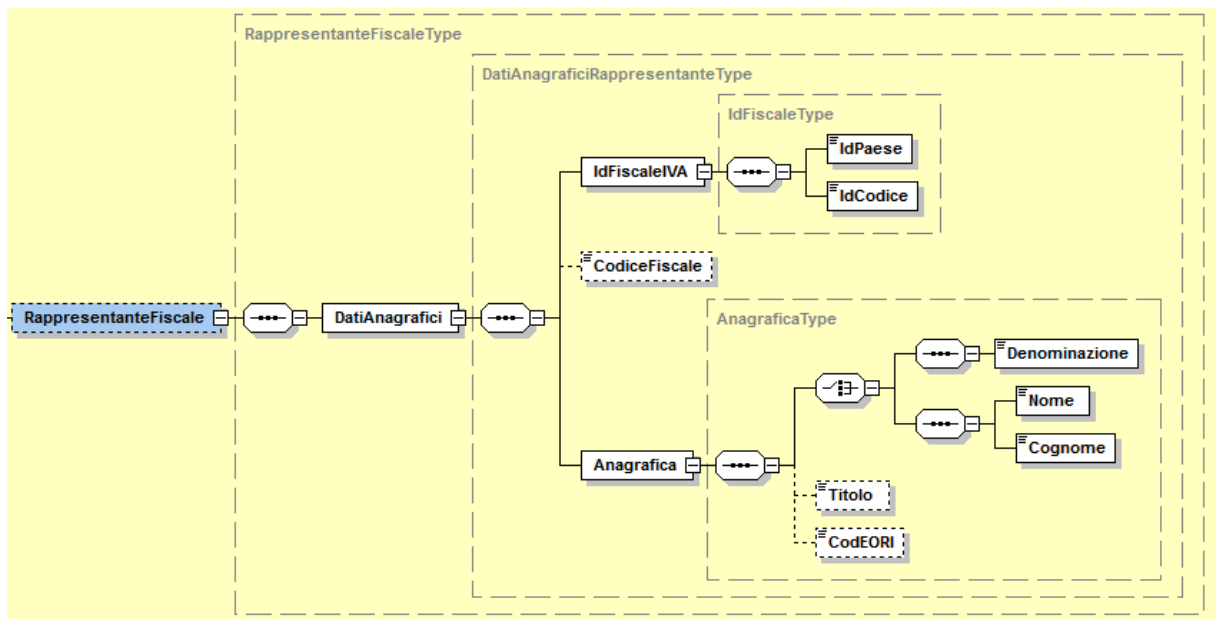 RappresentanteFiscaleType
DatiAnagraficiRappresentanteType
IdFiscaleType
IdPaese
IdFiscaleIVA
IdCodice
CodiceFiscale
RappresentanteFiscale
DatiAnagrafici
AnagraficaType
Denominazione
Nome
Cognome
Anagrafica
Titolo
CodEORI